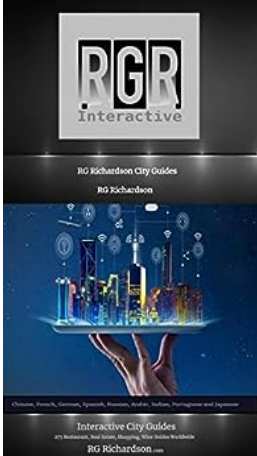 RGR
Interactive
RG Richardson City Guides
RG Richardson
Chinese, French, German, Spanish, Russian, Arabic, Indian, Portuguese and Japanese
Interactive City Guides
275 Restaurant, Real Estate, Shopping, Wine Guides Worldwide
RG Richardson.com